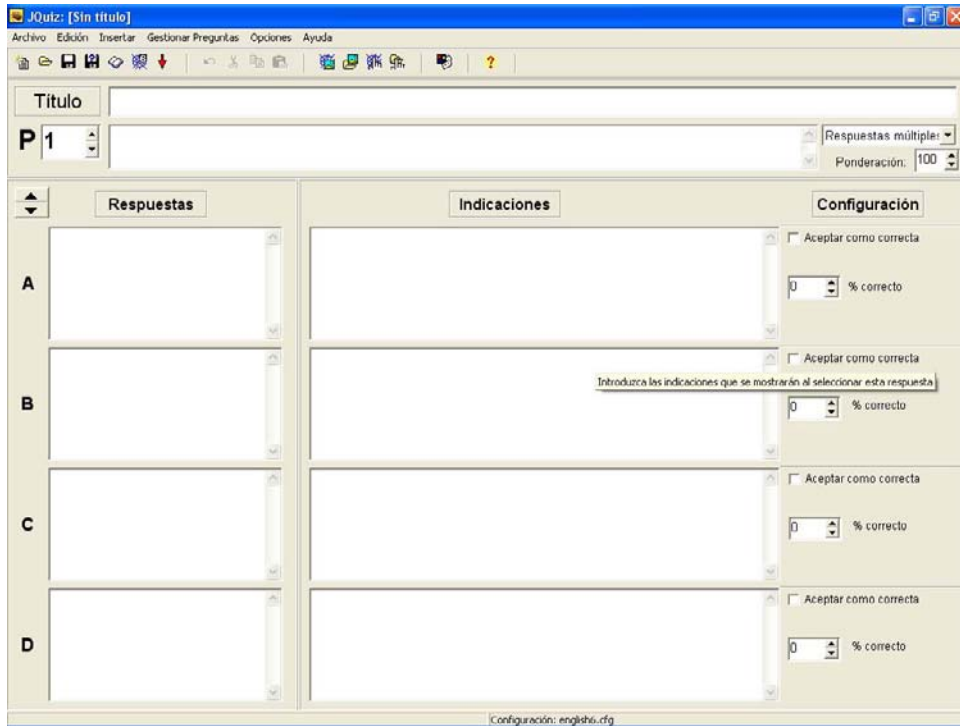 JQuiz: [Sin título]
Archivo Edición Insertar Gestionar Preguntas Opciones Ayuda
Título
P 1 Respuestas múltiples
Ponderación: 100
Respuestas Indicaciones Configuración
Aceptar como correcta
A 0 % correcto
Aceptar como correcta
Introduzca las indicaciones que se mostrarán al seleccionar esta respuesta
B 0 % correcto
Aceptar como correcta
C 0 % correcto
Aceptar como correcta
D 0 % correcto
Configuración: english6.cfg